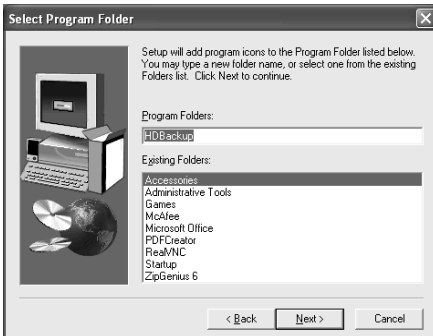 Select Program Folder
Setup will add program icons to the Program Folder listed below.
You may type a new folder name, or select one from the existing
Folders list. Click Next to continue.
Program Folders:
HDBackup
Existing Folders:
Accessories
Administrative Tools
Games
McAfee
Microsoft Office
PDFCreator
RealVNC
Startup
ZipGenius 6
< Back
Next >
Cancel